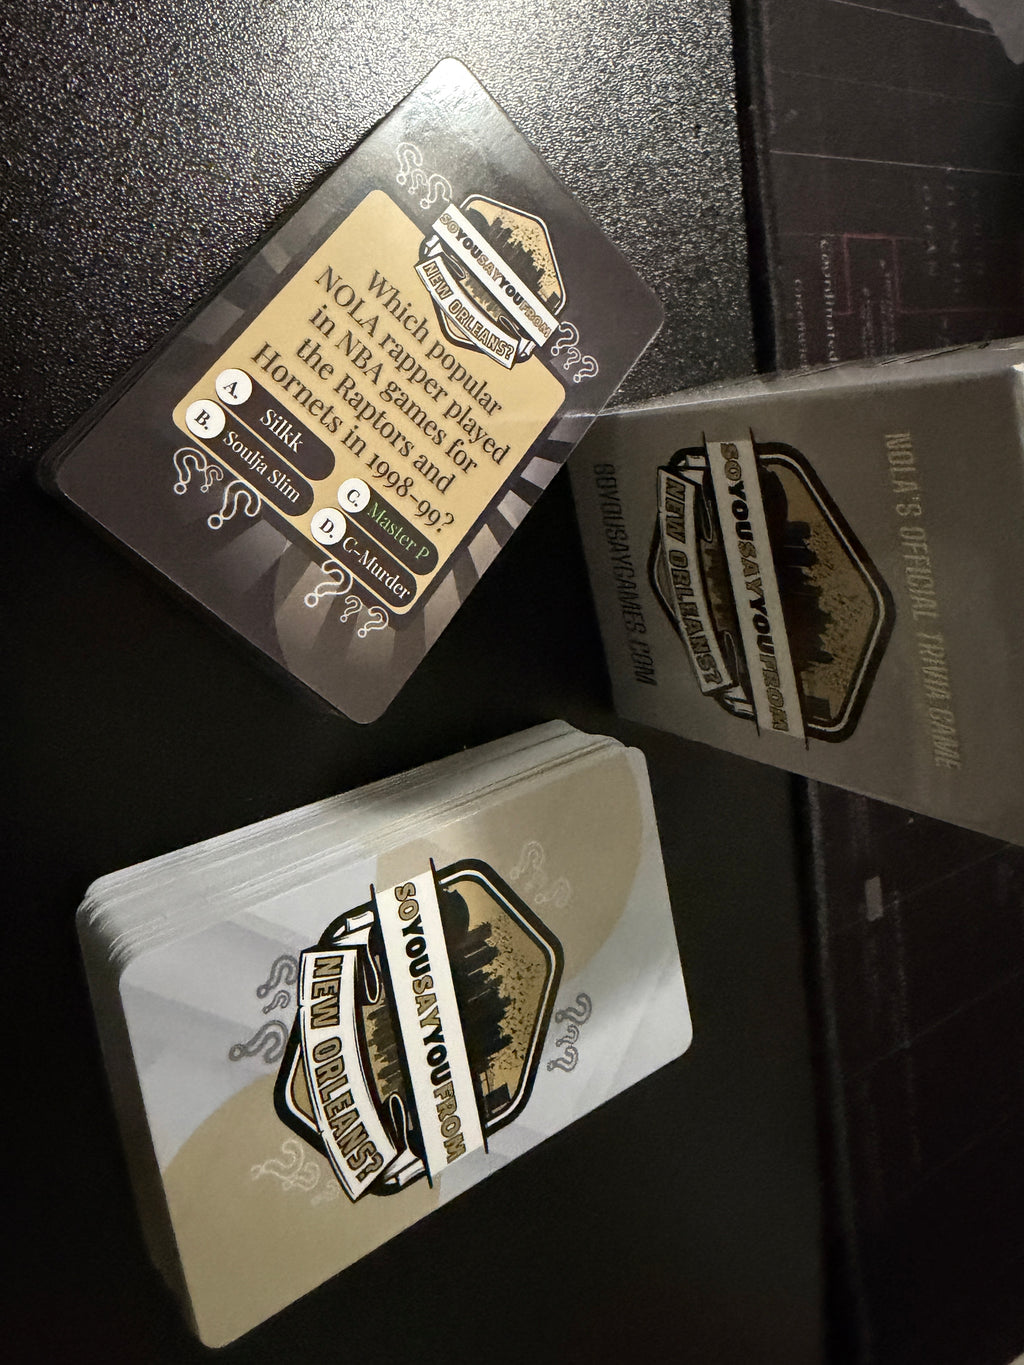 SOYOUSAYYOUFROM
NEW ORLEANS?
Which popular
NOLA rapper played
in NBA games for
the Raptors and
Hornets in 1998-99?
A. Silkk
B. Soulja Slim
C. Master P
D. C-Murder
NOLA'S OFFICIAL TRIVIA GAME
SOYOUSAYYOUFROM
NEW ORLEANS?
SOYOUSAYGAMES.COM
SOYOUSAYYOUFROM
NEW ORLEANS?